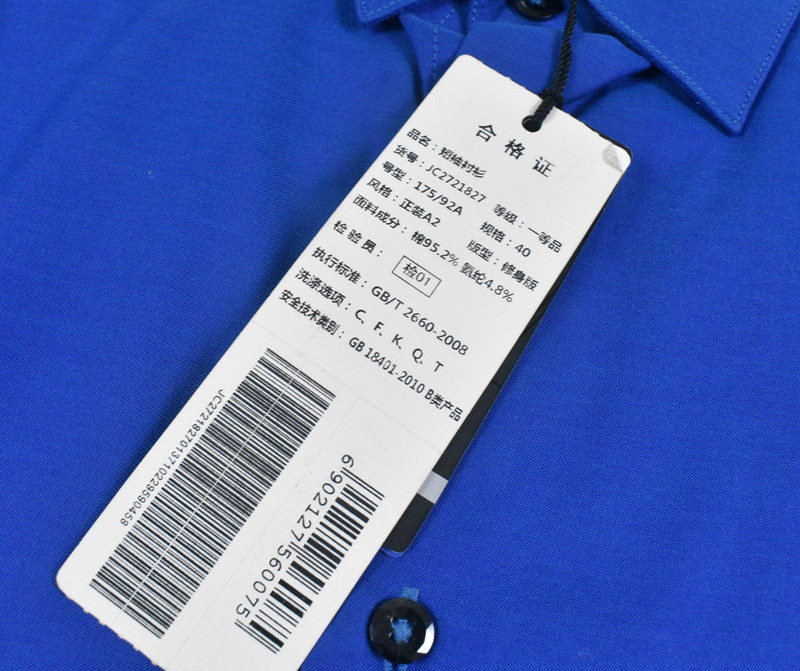 合格证
品名：短袖衬衫
货号：JC2721827 等级：一等品
号型：175/92A 规格：40
风格：正装A2 版型：修身版
面料成分：棉95.2% 氨纶4.8%
检验员： 检01
执行标准：GB/T 2660-2008
洗涤选项：C、F、K、Q、T
安全技术类别：GB 18401-2010 B类产品
JC2721827013710229590458
6902127560075